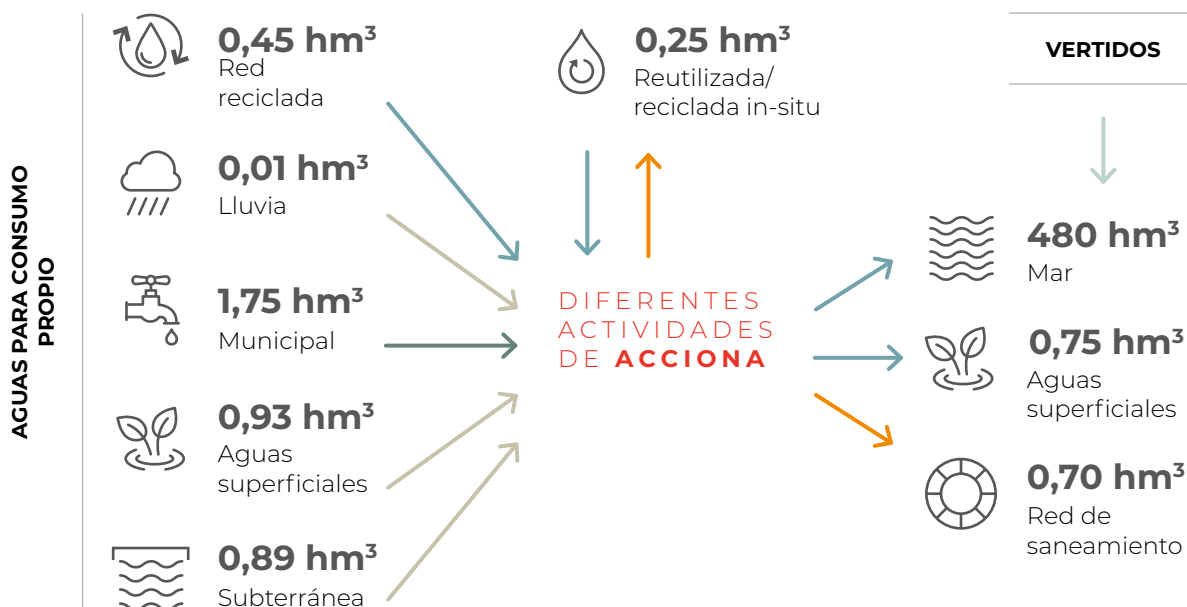 AGUAS PARA CONSUMO
PROPIO
0,45 hm³
Red
reciclada
0,01 hm³
Lluvia
1,75 hm³
Municipal
0,93 hm³
Aguas
superficiales
0,89 hm³
Subterránea
0,25 hm³
Reutilizada/
reciclada in-situ
DIFERENTES
ACTIVIDADES
DE ACCIONA
VERTIDOS
480 hm³
Mar
0,75 hm³
Aguas
superficiales
0,70 hm³
Red de
saneamiento